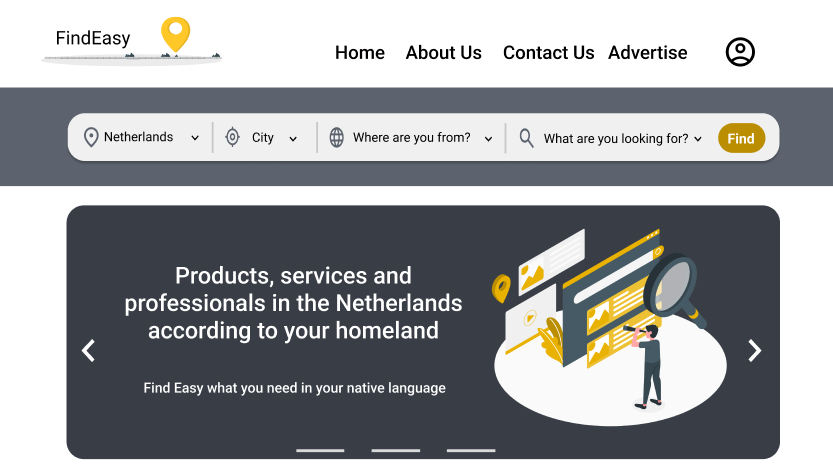 FindEasy
Home About Us Contact Us Advertise
Netherlands City Where are you from? What are you looking for? Find
Products, services and
professionals in the Netherlands
according to your homeland
Find Easy what you need in your native language